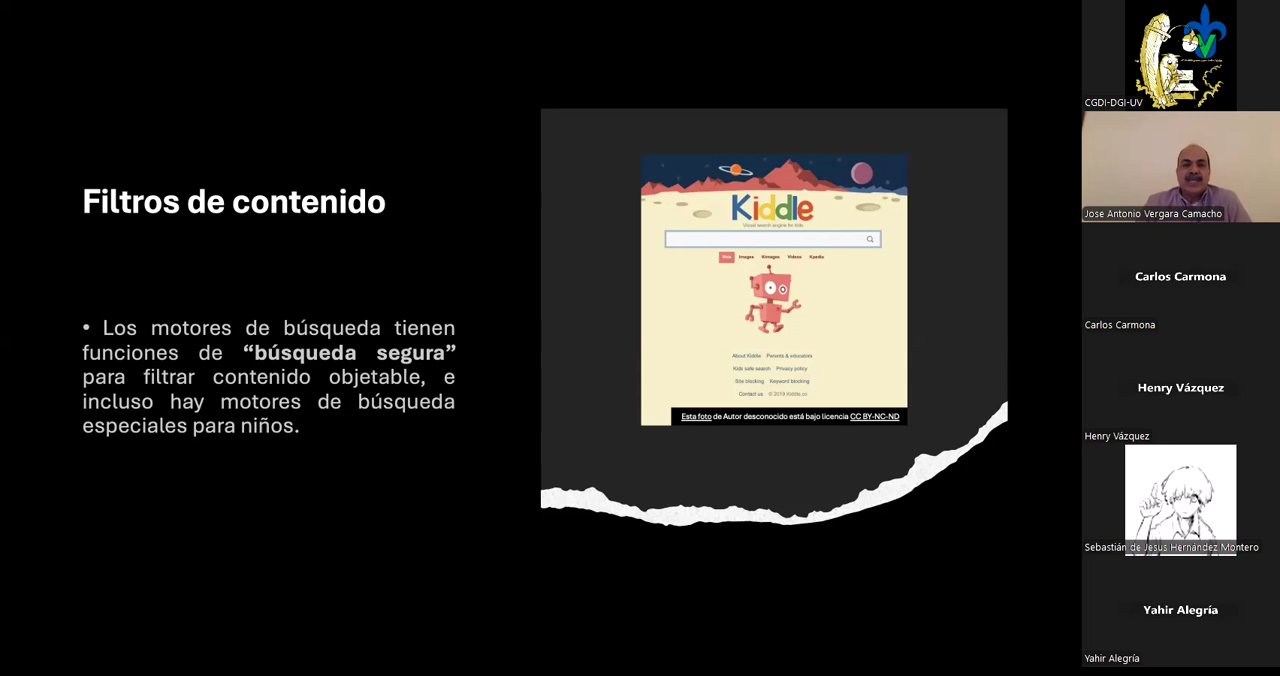 Filtros de contenido
• Los motores de búsqueda tienen
funciones de “búsqueda segura”
para filtrar contenido objetable, e
incluso hay motores de búsqueda
especiales para niños.
Kiddle
Visual search engine for kids
Web Images Kimages Videos Kpedia
About Kiddle Parents & educators
Kids safe search Privacy policy
Site blocking Keyword blocking
Contact us © 2019 Kiddle.co
Esta foto de Autor desconocido está bajo licencia CC BY-NC-ND
CGDI-DGI-UV
Jose Antonio Vergara Camacho
Carlos Carmona
Carlos Carmona
Henry Vázquez
Henry Vázquez
Sebastián de Jesus Hernández Montero
Yahir Alegría
Yahir Alegría